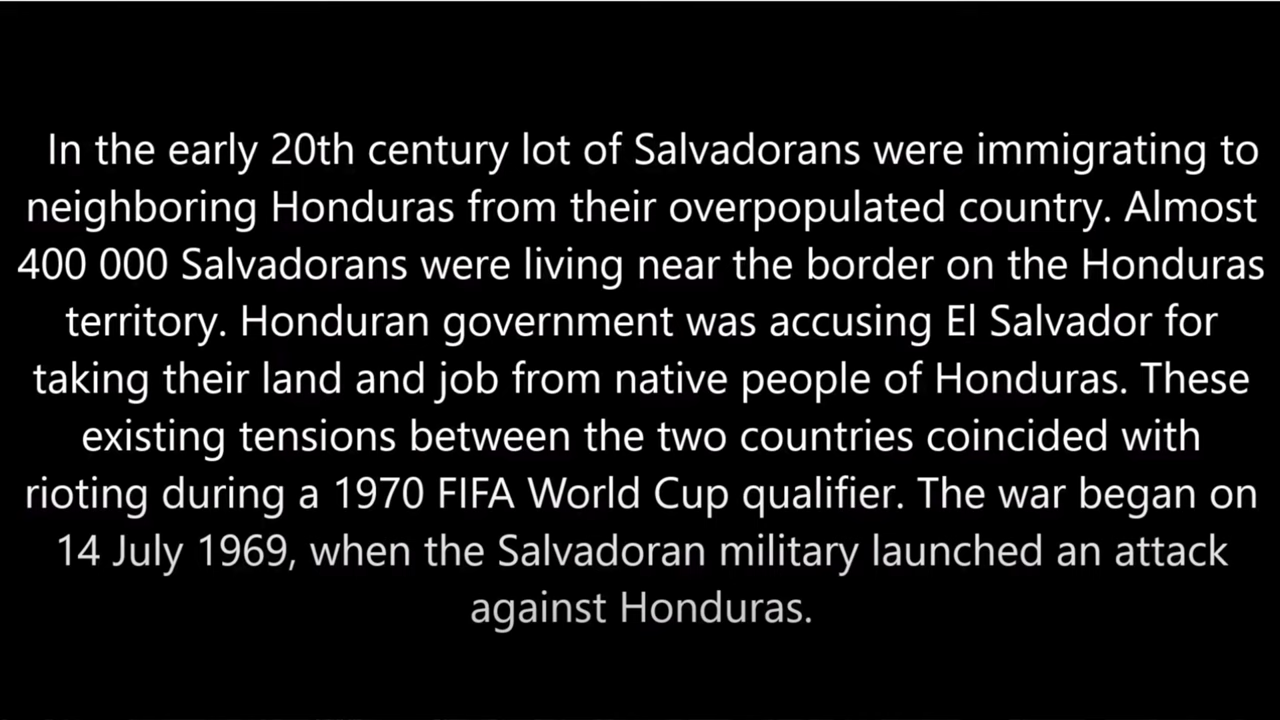 In the early 20th century lot of Salvadorans were immigrating to
neighboring Honduras from their overpopulated country. Almost
400 000 Salvadorans were living near the border on the Honduras
territory. Honduran government was accusing El Salvador for
taking their land and job from native people of Honduras. These
existing tensions between the two countries coincided with
rioting during a 1970 FIFA World Cup qualifier. The war began on
14 July 1969, when the Salvadoran military launched an attack
against Honduras.